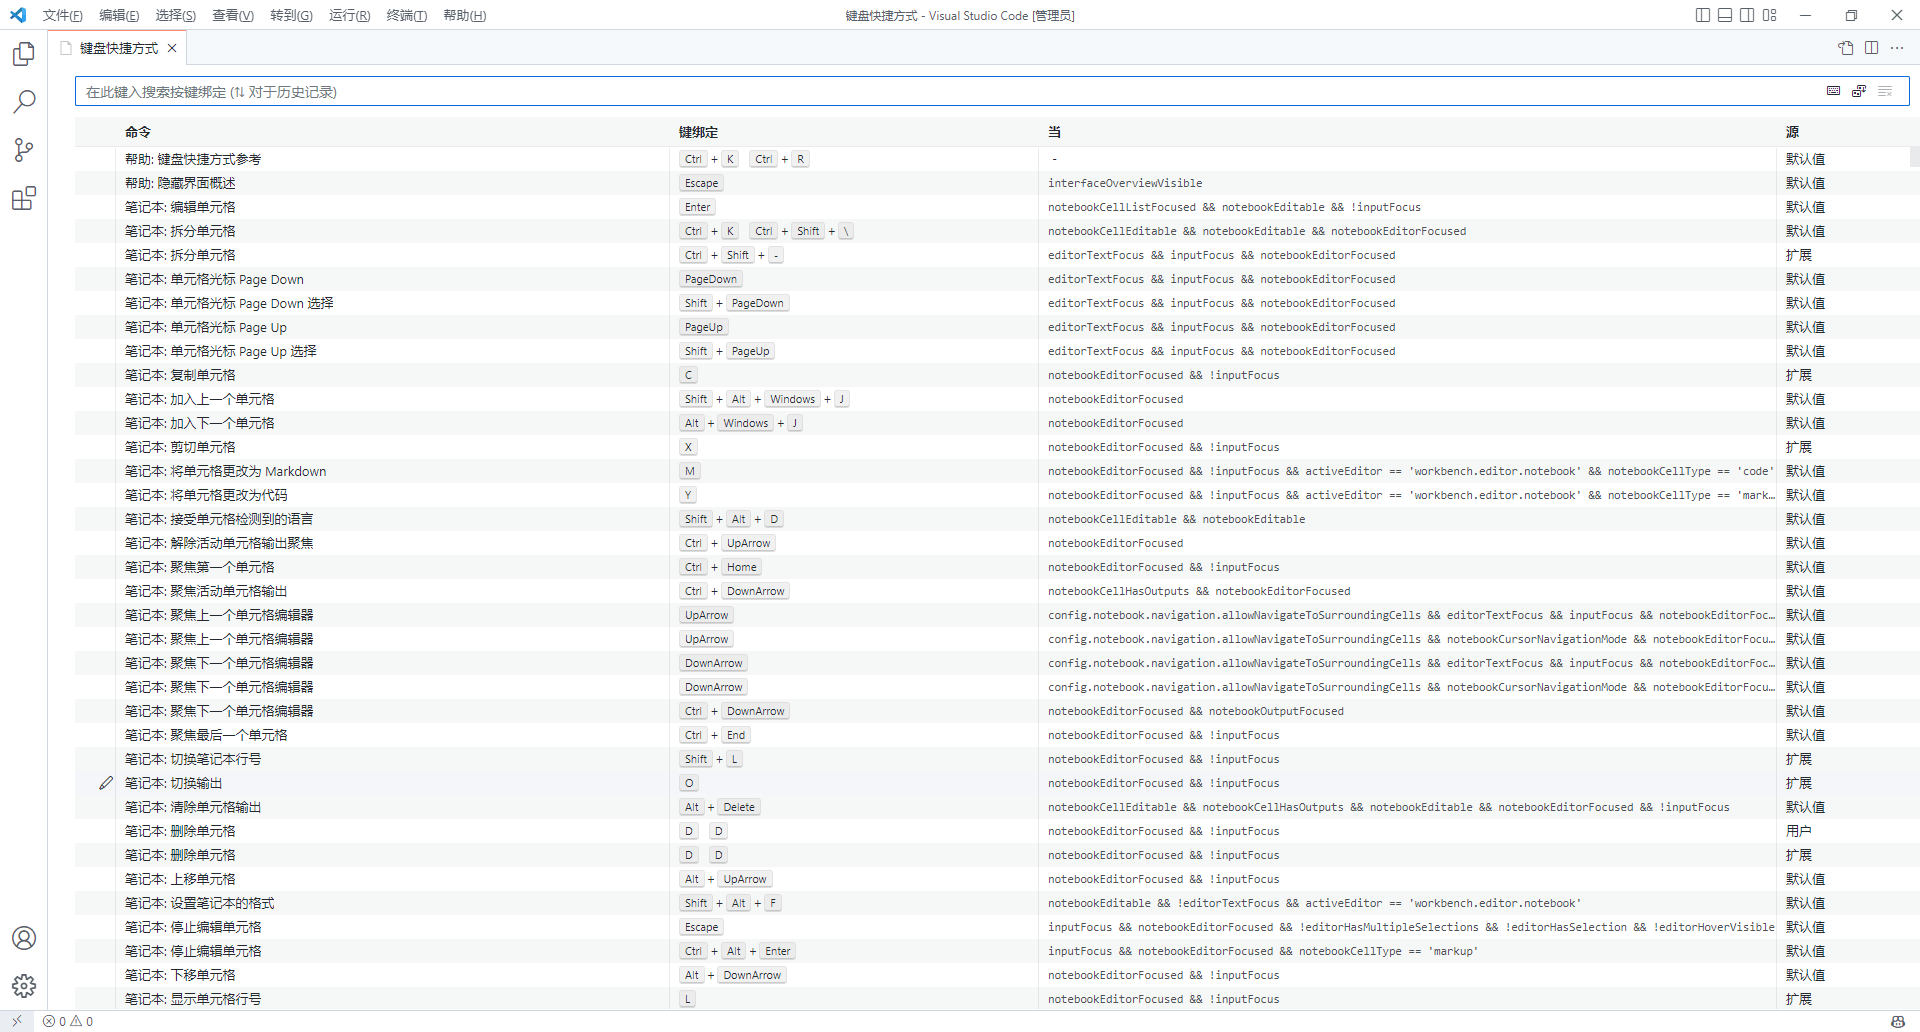 文件(F) 编辑(E) 选择(S) 查看(V) 转到(G) 运行(R) 终端(T) 帮助(H) 键盘快捷方式 - Visual Studio Code [管理员]
键盘快捷方式
在此键入搜索按键绑定 (⇅ 对于历史记录)
命令 键绑定 当 源
帮助: 键盘快捷方式参考 Ctrl + K Ctrl + R - 默认值
帮助: 隐藏界面概述 Escape interfaceOverviewVisible 默认值
笔记本: 编辑单元格 Enter notebookCellListFocused && notebookEditable && !inputFocus 默认值
笔记本: 拆分单元格 Ctrl + K Ctrl + Shift + \ notebookCellEditable && notebookEditable && notebookEditorFocused 默认值
笔记本: 拆分单元格 Ctrl + Shift + - editorTextFocus && inputFocus && notebookEditorFocused 扩展
笔记本: 单元格光标 Page Down PageDown editorTextFocus && inputFocus && notebookEditorFocused 默认值
笔记本: 单元格光标 Page Down 选择 Shift + PageDown editorTextFocus && inputFocus && notebookEditorFocused 默认值
笔记本: 单元格光标 Page Up PageUp editorTextFocus && inputFocus && notebookEditorFocused 默认值
笔记本: 单元格光标 Page Up 选择 Shift + PageUp editorTextFocus && inputFocus && notebookEditorFocused 默认值
笔记本: 复制单元格 C notebookEditorFocused && !inputFocus 扩展
笔记本: 加入上一个单元格 Shift + Alt + Windows + J notebookEditorFocused 默认值
笔记本: 加入下一个单元格 Alt + Windows + J notebookEditorFocused 默认值
笔记本: 剪切单元格 X notebookEditorFocused && !inputFocus 扩展
笔记本: 将单元格更改为 Markdown M notebookEditorFocused && !inputFocus && activeEditor == 'workbench.editor.notebook' && notebookCellType == 'code' 默认值
笔记本: 将单元格更改为代码 Y notebookEditorFocused && !inputFocus && activeEditor == 'workbench.editor.notebook' && notebookCellType == 'mark… 默认值
笔记本: 接受单元格检测到的语言 Shift + Alt + D notebookCellEditable && notebookEditable 默认值
笔记本: 解除活动单元格输出聚焦 Ctrl + UpArrow notebookEditorFocused 默认值
笔记本: 聚焦第一个单元格 Ctrl + Home notebookEditorFocused && !inputFocus 默认值
笔记本: 聚焦活动单元格输出 Ctrl + DownArrow notebookCellHasOutputs && notebookEditorFocused 默认值
笔记本: 聚焦上一个单元格编辑器 UpArrow config.notebook.navigation.allowNavigateToSurroundingCells && editorTextFocus && inputFocus && notebookEditorFoc… 默认值
笔记本: 聚焦上一个单元格编辑器 UpArrow config.notebook.navigation.allowNavigateToSurroundingCells && notebookCursorNavigationMode && notebookEditorFocu… 默认值
笔记本: 聚焦下一个单元格编辑器 DownArrow config.notebook.navigation.allowNavigateToSurroundingCells && editorTextFocus && inputFocus && notebookEditorFoc… 默认值
笔记本: 聚焦下一个单元格编辑器 DownArrow config.notebook.navigation.allowNavigateToSurroundingCells && notebookCursorNavigationMode && notebookEditorFocu… 默认值
笔记本: 聚焦下一个单元格编辑器 Ctrl + DownArrow notebookEditorFocused && notebookOutputFocused 默认值
笔记本: 聚焦最后一个单元格 Ctrl + End notebookEditorFocused && !inputFocus 默认值
笔记本: 切换笔记本行号 Shift + L notebookEditorFocused && !inputFocus 扩展
笔记本: 切换输出 O notebookEditorFocused && !inputFocus 扩展
笔记本: 清除单元格输出 Alt + Delete notebookCellEditable && notebookCellHasOutputs && notebookEditable && notebookEditorFocused && !inputFocus 默认值
笔记本: 删除单元格 D D notebookEditorFocused && !inputFocus 用户
笔记本: 删除单元格 D D notebookEditorFocused && !inputFocus 扩展
笔记本: 上移单元格 Alt + UpArrow notebookEditorFocused && !inputFocus 默认值
笔记本: 设置笔记本的格式 Shift + Alt + F notebookEditable && !editorTextFocus && activeEditor == 'workbench.editor.notebook' 默认值
笔记本: 停止编辑单元格 Escape inputFocus && notebookEditorFocused && !editorHasMultipleSelections && !editorHasSelection && !editorHoverVisible 默认值
笔记本: 停止编辑单元格 Ctrl + Alt + Enter inputFocus && notebookEditorFocused && notebookCellType == 'markup' 默认值
笔记本: 下移单元格 Alt + DownArrow notebookEditorFocused && !inputFocus 默认值
笔记本: 显示单元格行号 L notebookEditorFocused && !inputFocus 扩展
0 0